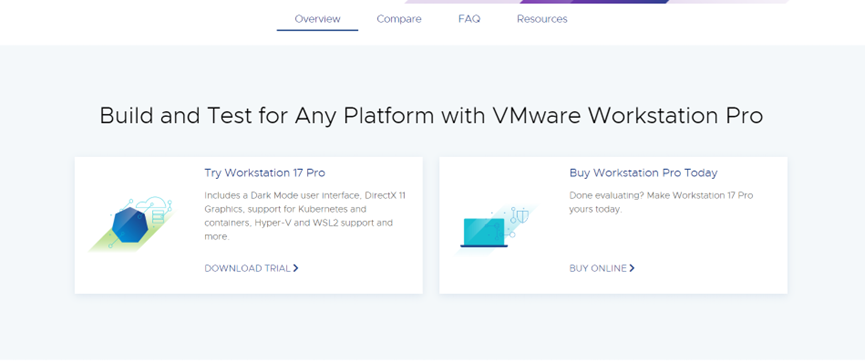 Overview Compare FAQ Resources
Build and Test for Any Platform with VMware Workstation Pro
Try Workstation 17 Pro
Includes a Dark Mode user interface, DirectX 11
Graphics, support for Kubernetes and
containers, Hyper-V and WSL2 support and
more.
DOWNLOAD TRIAL
Buy Workstation Pro Today
Done evaluating? Make Workstation 17 Pro
yours today.
BUY ONLINE